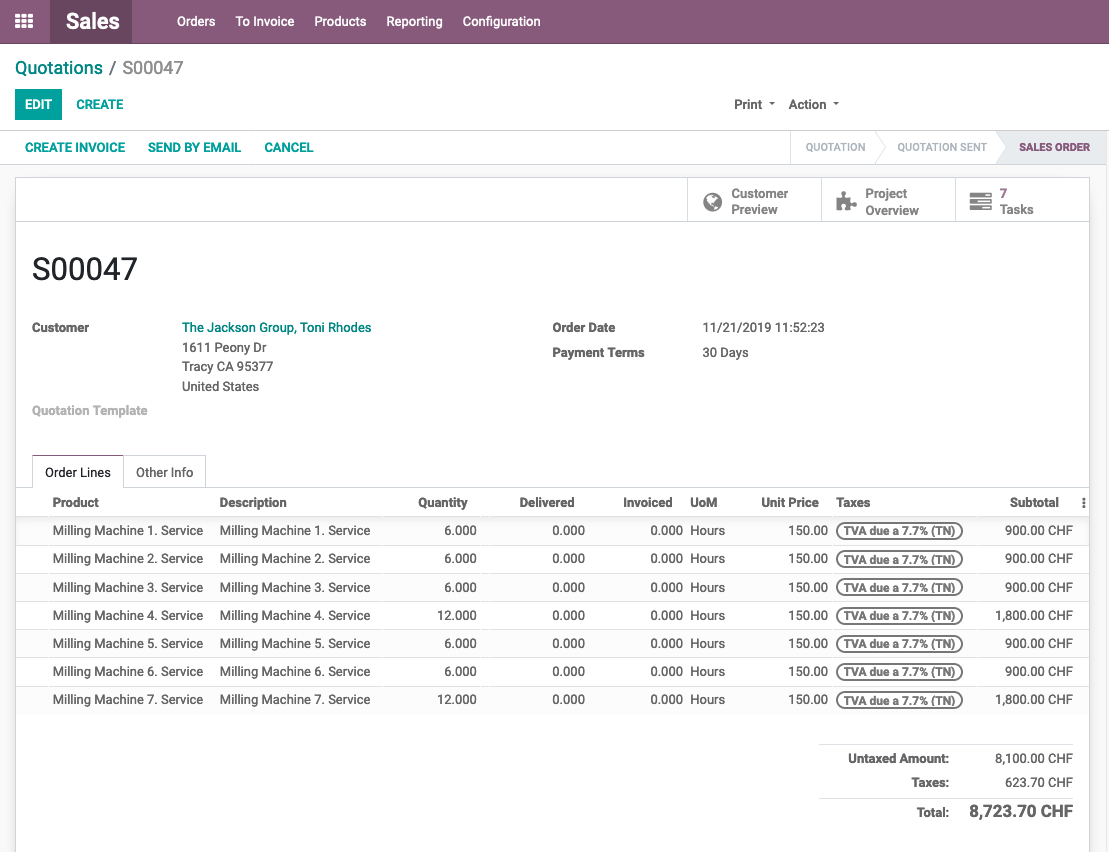 Sales Orders To Invoice Products Reporting Configuration
Quotations / S00047
EDIT CREATE Print Action
CREATE INVOICE SEND BY EMAIL CANCEL QUOTATION QUOTATION SENT SALES ORDER
Customer Preview Project Overview 7 Tasks
S00047
Customer The Jackson Group, Toni Rhodes Order Date 11/21/2019 11:52:23
1611 Peony Dr Payment Terms 30 Days
Tracy CA 95377
United States
Quotation Template
Order Lines Other Info
Product Description Quantity Delivered Invoiced UoM Unit Price Taxes Subtotal
Milling Machine 1. Service Milling Machine 1. Service 6.000 0.000 0.000 Hours 150.00 TVA due a 7.7% (TN) 900.00 CHF
Milling Machine 2. Service Milling Machine 2. Service 6.000 0.000 0.000 Hours 150.00 TVA due a 7.7% (TN) 900.00 CHF
Milling Machine 3. Service Milling Machine 3. Service 6.000 0.000 0.000 Hours 150.00 TVA due a 7.7% (TN) 900.00 CHF
Milling Machine 4. Service Milling Machine 4. Service 12.000 0.000 0.000 Hours 150.00 TVA due a 7.7% (TN) 1,800.00 CHF
Milling Machine 5. Service Milling Machine 5. Service 6.000 0.000 0.000 Hours 150.00 TVA due a 7.7% (TN) 900.00 CHF
Milling Machine 6. Service Milling Machine 6. Service 6.000 0.000 0.000 Hours 150.00 TVA due a 7.7% (TN) 900.00 CHF
Milling Machine 7. Service Milling Machine 7. Service 12.000 0.000 0.000 Hours 150.00 TVA due a 7.7% (TN) 1,800.00 CHF
Untaxed Amount: 8,100.00 CHF
Taxes: 623.70 CHF
Total: 8,723.70 CHF